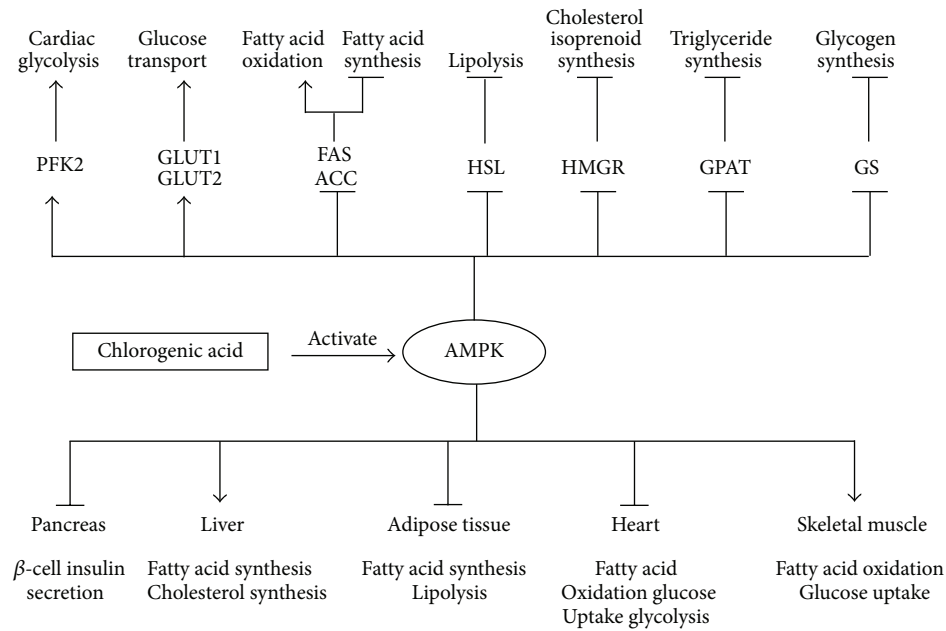 Cardiac
glycolysis
Glucose
transport
Fatty acid
oxidation
Fatty acid
synthesis
Lipolysis
Cholesterol
isoprenoid
synthesis
Triglyceride
synthesis
Glycogen
synthesis
PFK2
GLUT1
GLUT2
FAS
ACC
HSL
HMGR
GPAT
GS
Chlorogenic acid
Activate
AMPK
Pancreas
β-cell insulin
secretion
Liver
Fatty acid synthesis
Cholesterol synthesis
Adipose tissue
Fatty acid synthesis
Lipolysis
Heart
Fatty acid
Oxidation glucose
Uptake glycolysis
Skeletal muscle
Fatty acid oxidation
Glucose uptake